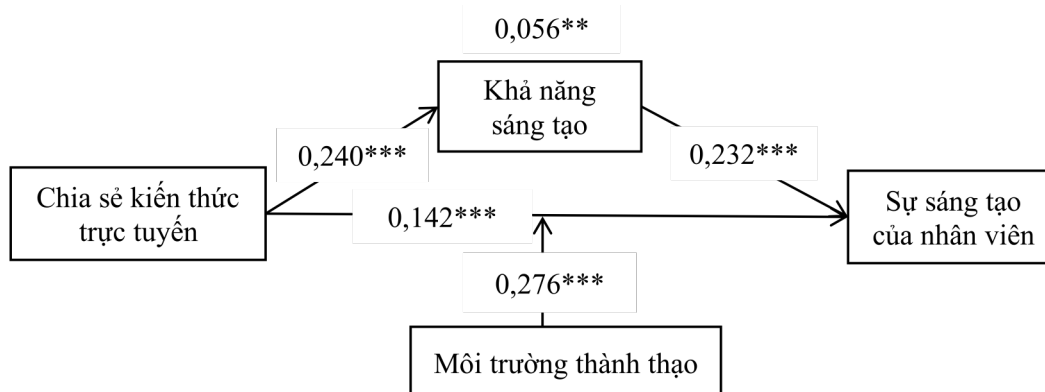 0,056**
Khả năng
sáng tạo
0,240***
0,232***
Chia sẻ kiến thức
trực tuyến
0,142***
Sự sáng tạo
của nhân viên
0,276***
Môi trường thành thạo